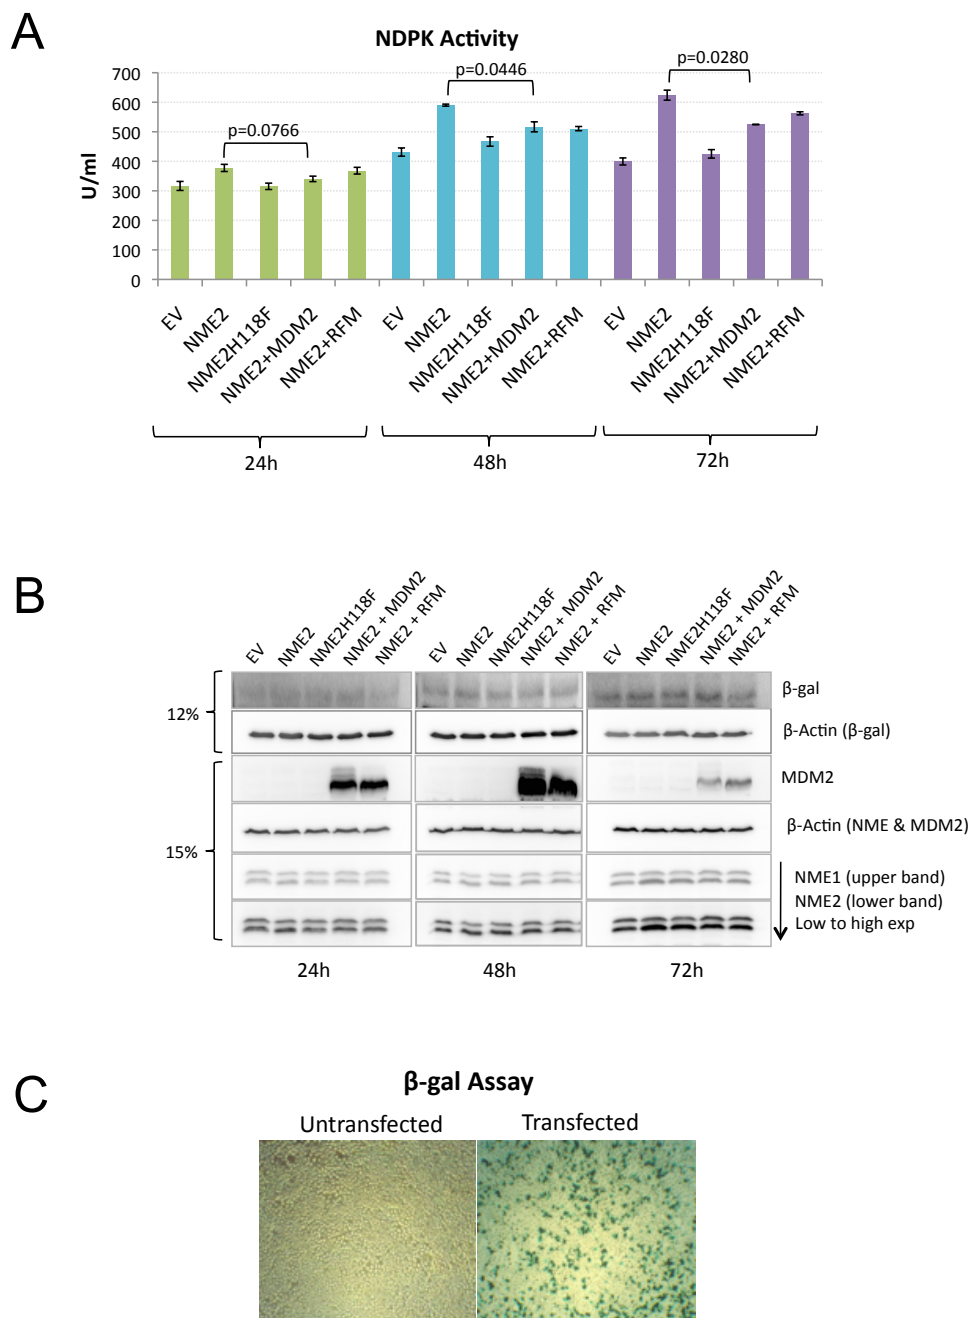 A
NDPK Activity
U/ml
700
600
500
400
300
200
100
0
p=0.0766
p=0.0446
p=0.0280
EV
NME2
NME2H118F
NME2+MDM2
NME2+RFM
EV
NME2
NME2H118F
NME2+MDM2
NME2+RFM
EV
NME2
NME2H118F
NME2+MDM2
NME2+RFM
24h
48h
72h
B
EV
NME2
NME2H118F
NME2 + MDM2
NME2 + RFM
EV
NME2
NME2H118F
NME2 + MDM2
NME2 + RFM
EV
NME2
NME2H118F
NME2 + MDM2
NME2 + RFM
12%
15%
β-gal
β-Actin (β-gal)
MDM2
β-Actin (NME & MDM2)
NME1 (upper band)
NME2 (lower band)
Low to high exp
24h
48h
72h
C
β-gal Assay
Untransfected
Transfected